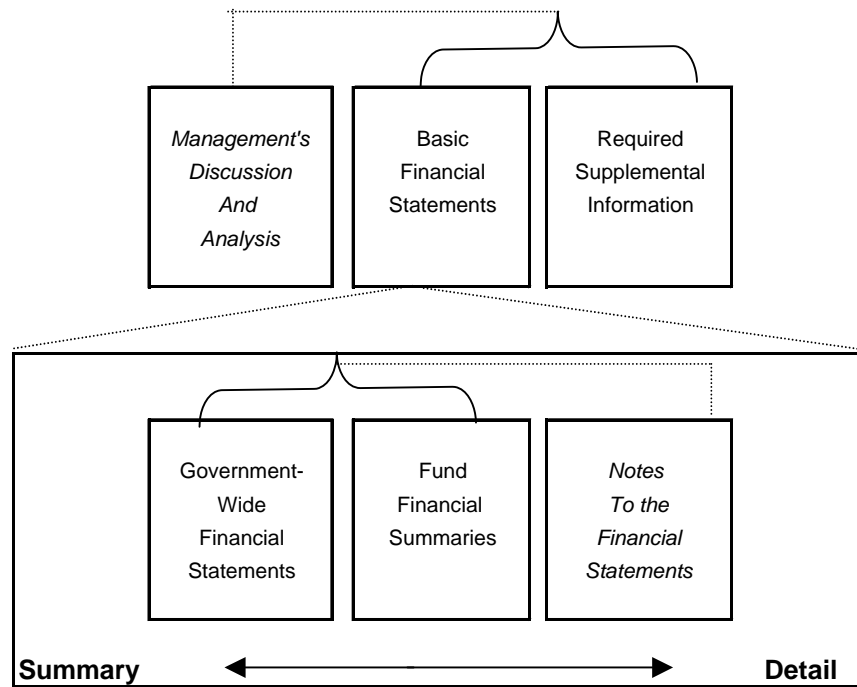 Management's
Discussion
And
Analysis
Basic
Financial
Statements
Required
Supplemental
Information
Government-
Wide
Financial
Statements
Fund
Financial
Summaries
Notes
To the
Financial
Statements
Summary
Detail